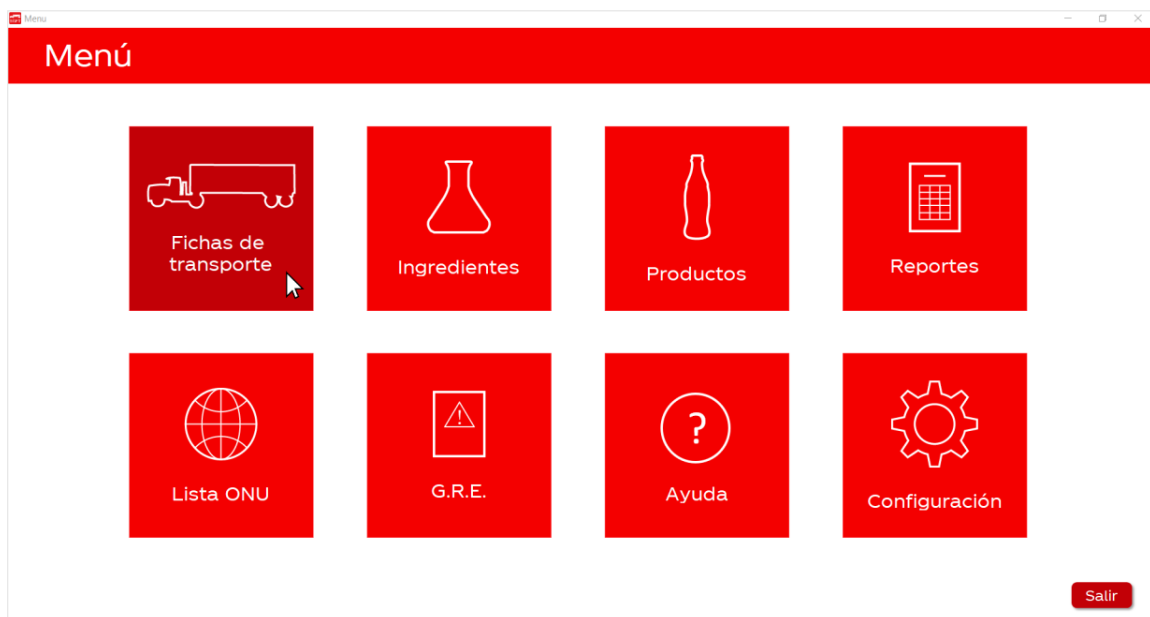 Menu
Menú
Fichas de
transporte
Ingredientes
Productos
Reportes
Lista ONU
G.R.E.
?
Ayuda
Configuración
Salir